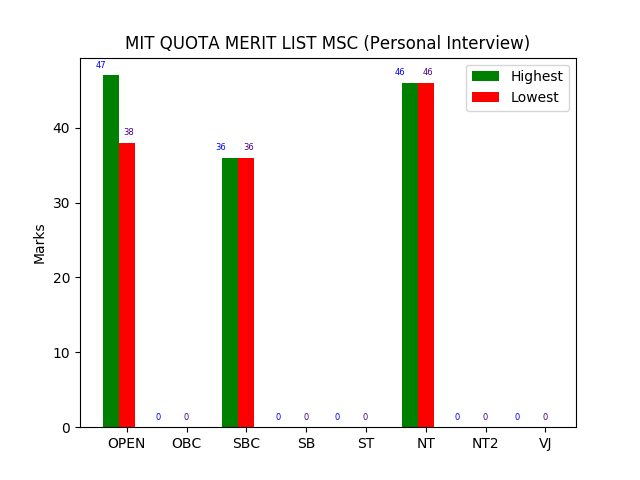 MIT QUOTA MERIT LIST MSC (Personal Interview)
47
38
0 0
36 36
0 0
0 0
46 46
0 0
0 0
Highest
Lowest
Marks
40
30
20
10
0
OPEN OBC SBC SB ST NT NT2 VJ